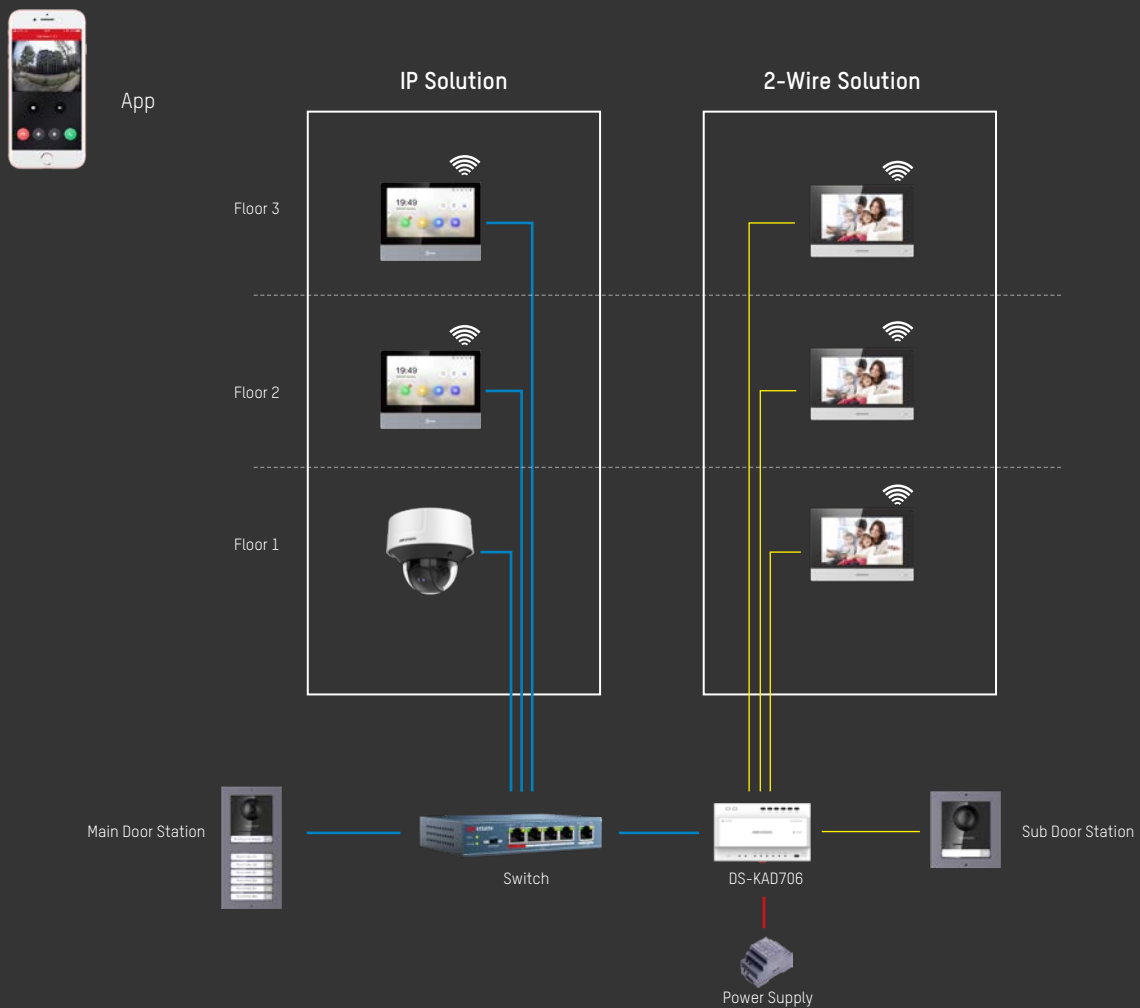 App
IP Solution
2-Wire Solution
Floor 3
19:49
Floor 2
19:49
Floor 1
Main Door Station
Switch
DS-KAD706
Sub Door Station
Power Supply